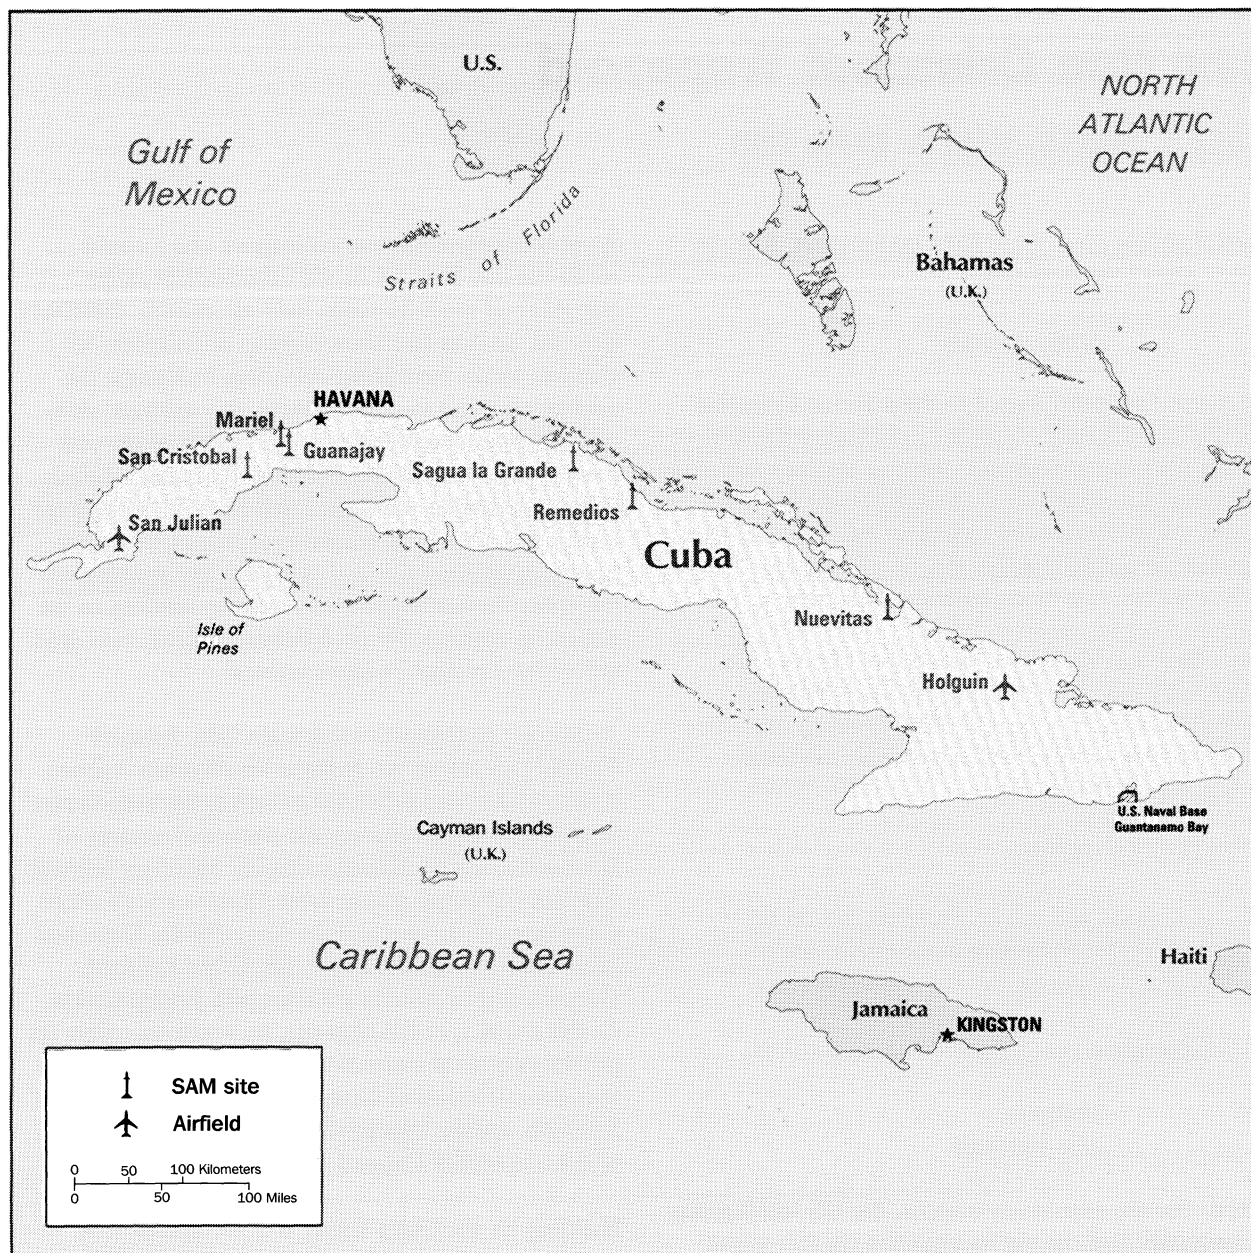 U.S.
NORTH
ATLANTIC
OCEAN
Gulf of
Mexico
Straits of Florida
Bahamas
(U.K.)
HAVANA
Mariel
Guanajay
San Cristobal
Sagua la Grande
San Julian
Remedios
Cuba
Isle of
Pines
Nuevitas
Holguin
U.S. Naval Base
Guantanamo Bay
Cayman Islands
(U.K.)
Caribbean Sea
Haiti
Jamaica
KINGSTON
SAM site
Airfield
0 50 100 Kilometers
0 50 100 Miles